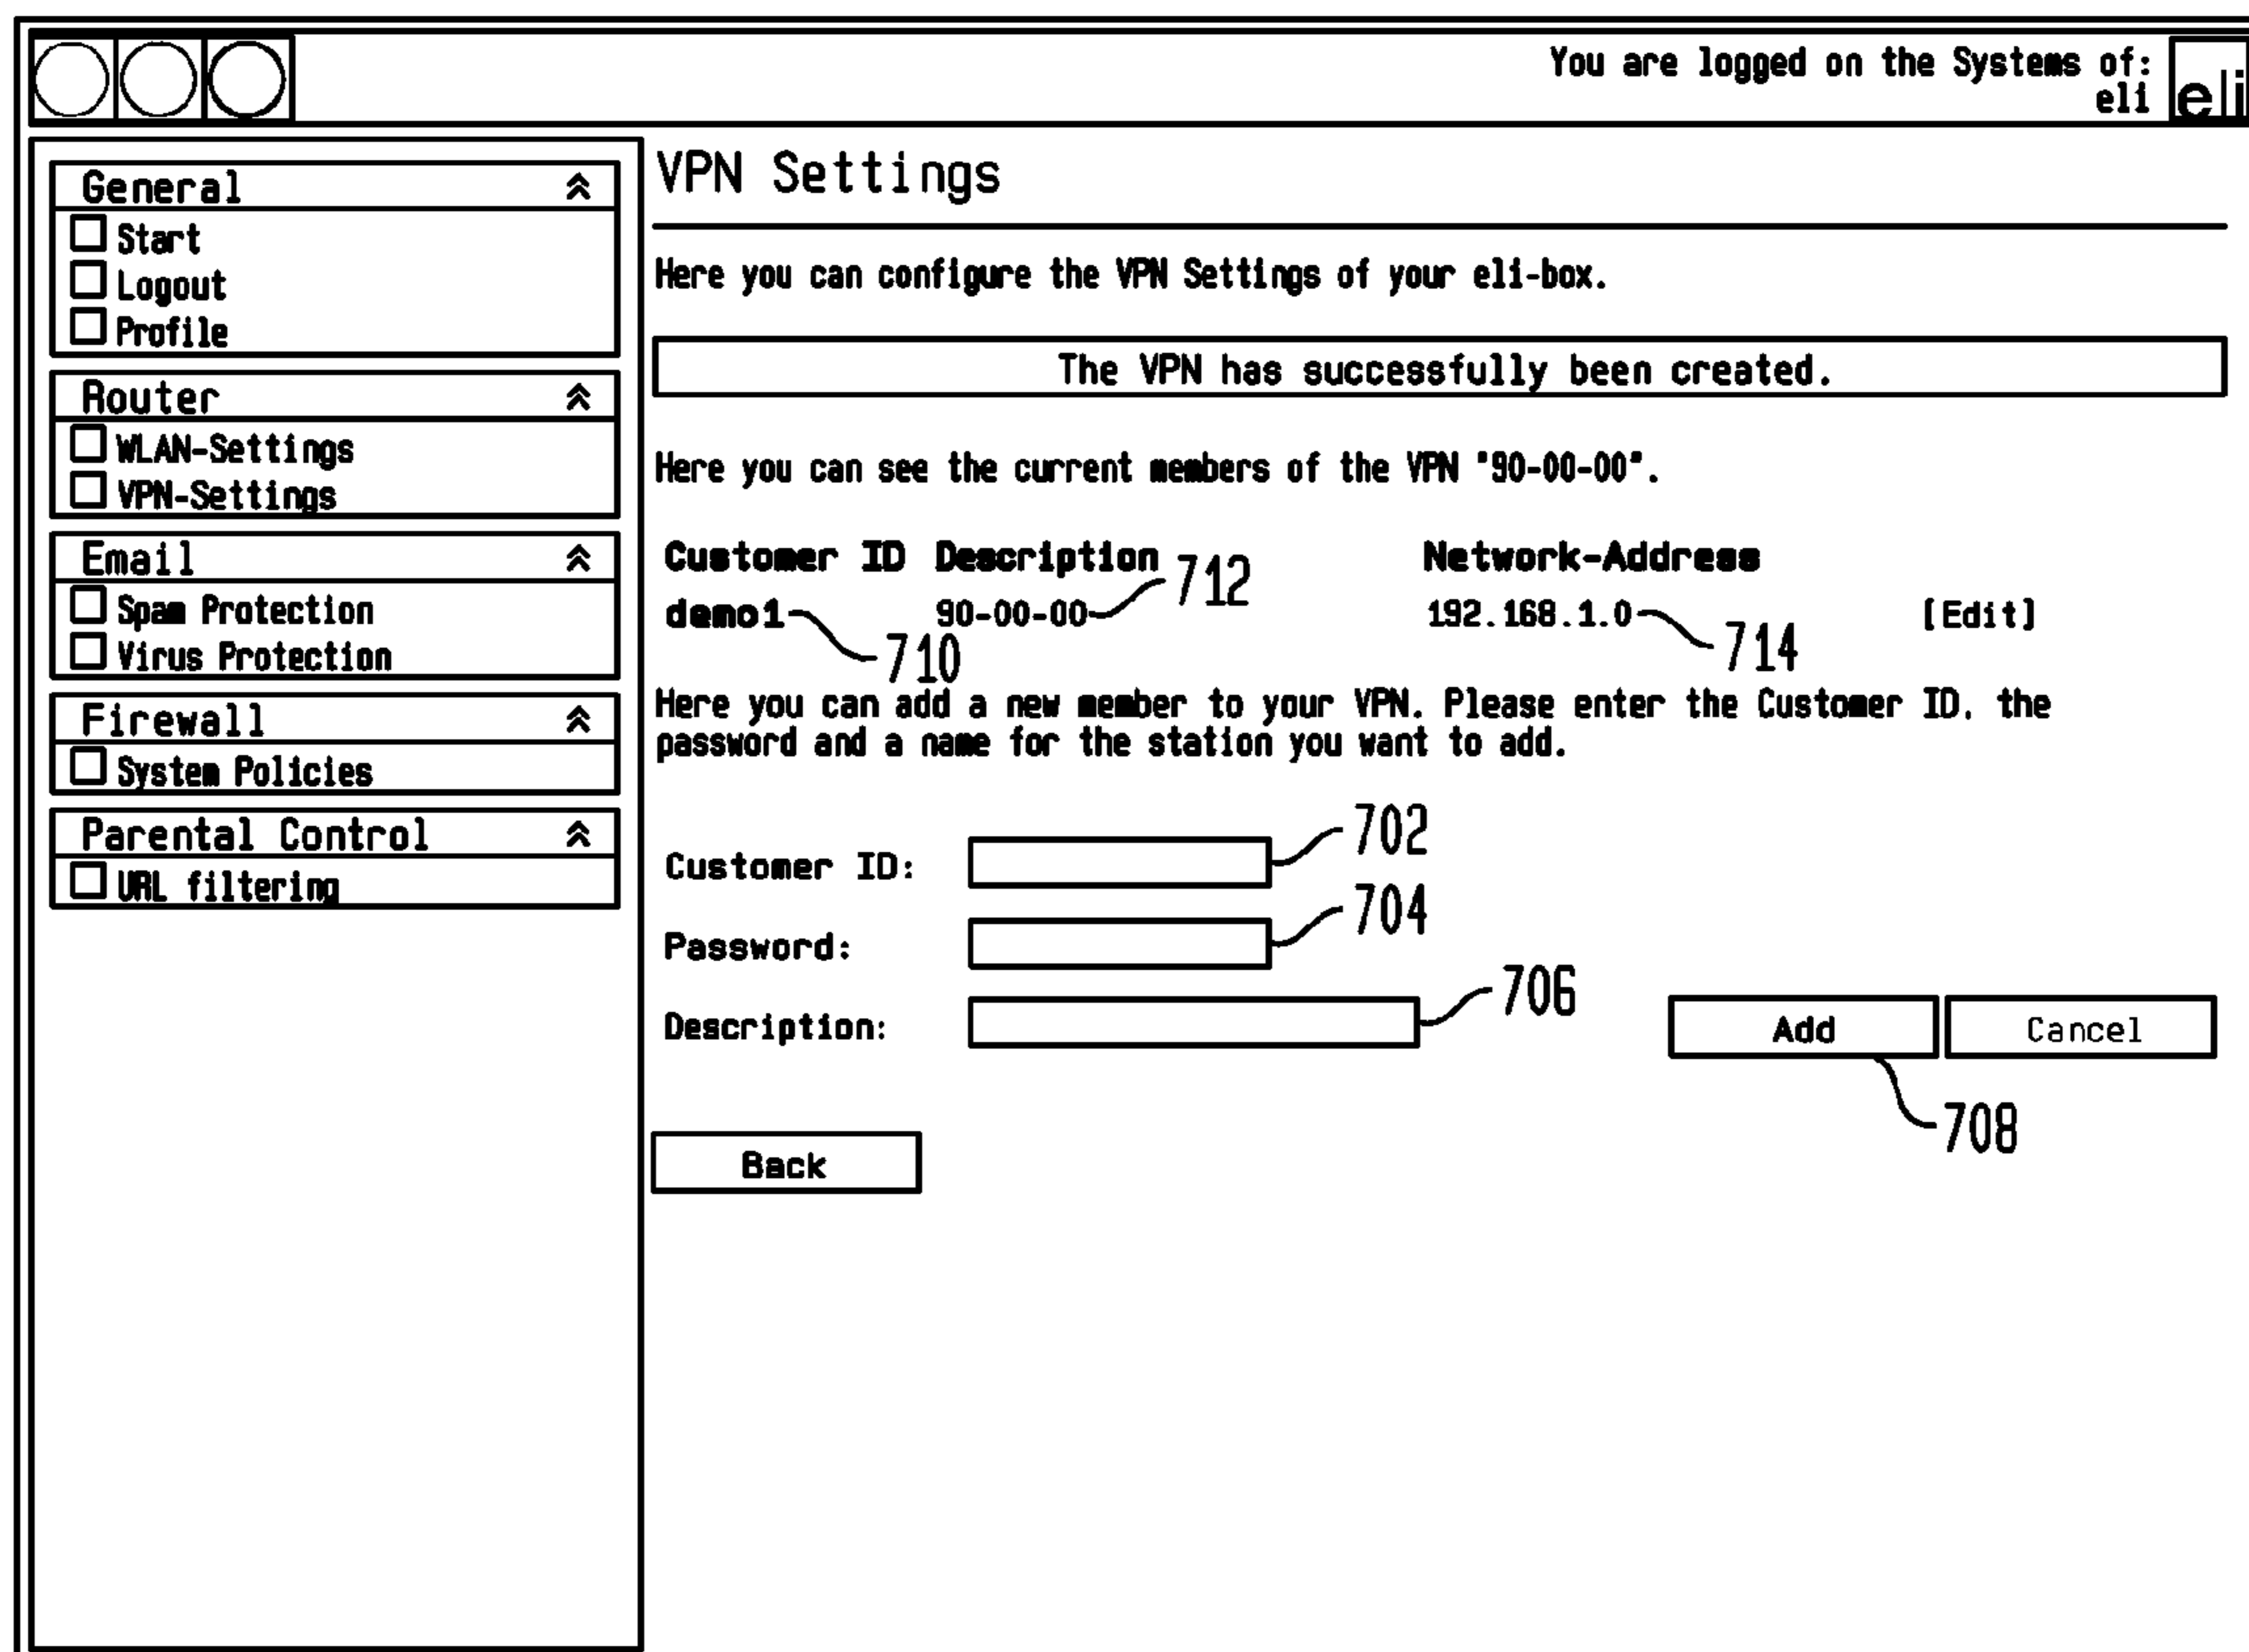 You are logged on the Systems of:
eli
eli
General
Start
Logout
Profile
Router
WLAN-Settings
VPN-Settings
Email
Spam Protection
Virus Protection
Firewall
System Policies
Parental Control
URL filtering
VPN Settings
Here you can configure the VPN Settings of your eli-box.
The VPN has successfully been created.
Here you can see the current members of the VPN "90-00-00".
Customer ID Description Network-Address
712
demo1 90-00-00 192.168.1.0 [Edit]
710 714
Here you can add a new member to your VPN. Please enter the Customer ID, the
password and a name for the station you want to add.
702
Customer ID:
704
Password:
706
Description: Add Cancel
708
Back